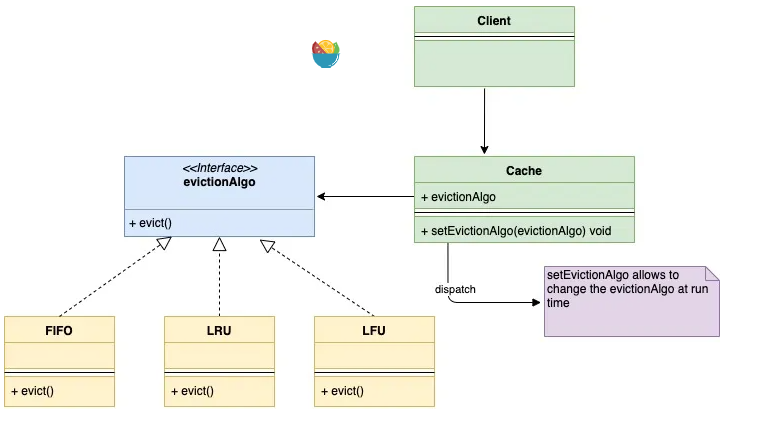 Client
<<Interface>>
evictionAlgo
+ evict()
Cache
+ evictionAlgo
+ setEvictionAlgo(evictionAlgo) void
dispatch
setEvictionAlgo allows to
change the evictionAlgo at run
time
FIFO
+ evict()
LRU
+ evict()
LFU
+ evict()